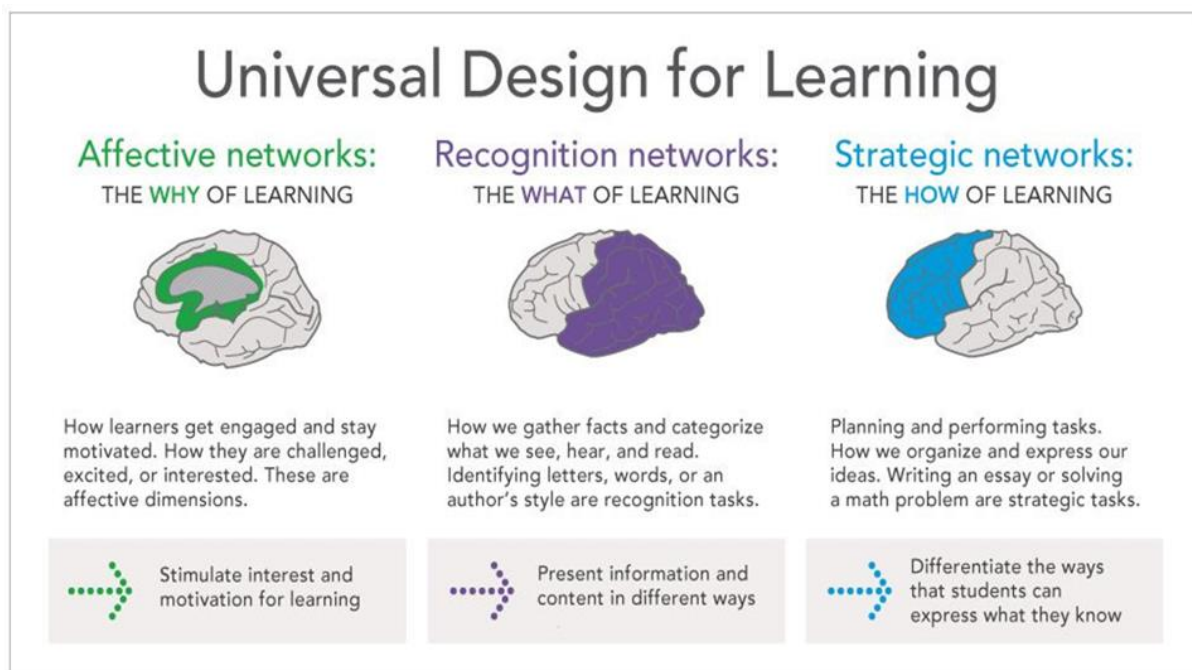 Universal Design for Learning
Affective networks:
THE WHY OF LEARNING
How learners get engaged and stay
motivated. How they are challenged,
excited, or interested. These are
affective dimensions.
Stimulate interest and
motivation for learning
Recognition networks:
THE WHAT OF LEARNING
How we gather facts and categorize
what we see, hear, and read.
Identifying letters, words, or an
author's style are recognition tasks.
Present information and
content in different ways
Strategic networks:
THE HOW OF LEARNING
Planning and performing tasks.
How we organize and express our
ideas. Writing an essay or solving
a math problem are strategic tasks.
Differentiate the ways
that students can
express what they know